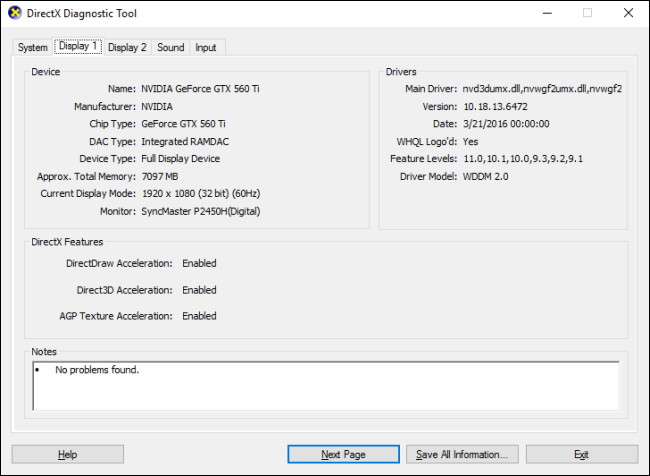 DirectX Diagnostic Tool
System Display 1 Display 2 Sound Input
Device
Name: NVIDIA GeForce GTX 560 Ti
Manufacturer: NVIDIA
Chip Type: GeForce GTX 560 Ti
DAC Type: Integrated RAMDAC
Device Type: Full Display Device
Approx. Total Memory: 7097 MB
Current Display Mode: 1920 x 1080 (32 bit) (60Hz)
Monitor: SyncMaster P2450H(Digital)
Drivers
Main Driver: nvd3dumx.dll,nvwgf2umx.dll,nvwgf2
Version: 10.18.13.6472
Date: 3/21/2016 00:00:00
WHQL Logo'd: Yes
Feature Levels: 11.0,10.1,10.0,9.3,9.2,9.1
Driver Model: WDDM 2.0
DirectX Features
DirectDraw Acceleration: Enabled
Direct3D Acceleration: Enabled
AGP Texture Acceleration: Enabled
Notes
• No problems found.
Help Next Page Save All Information... Exit